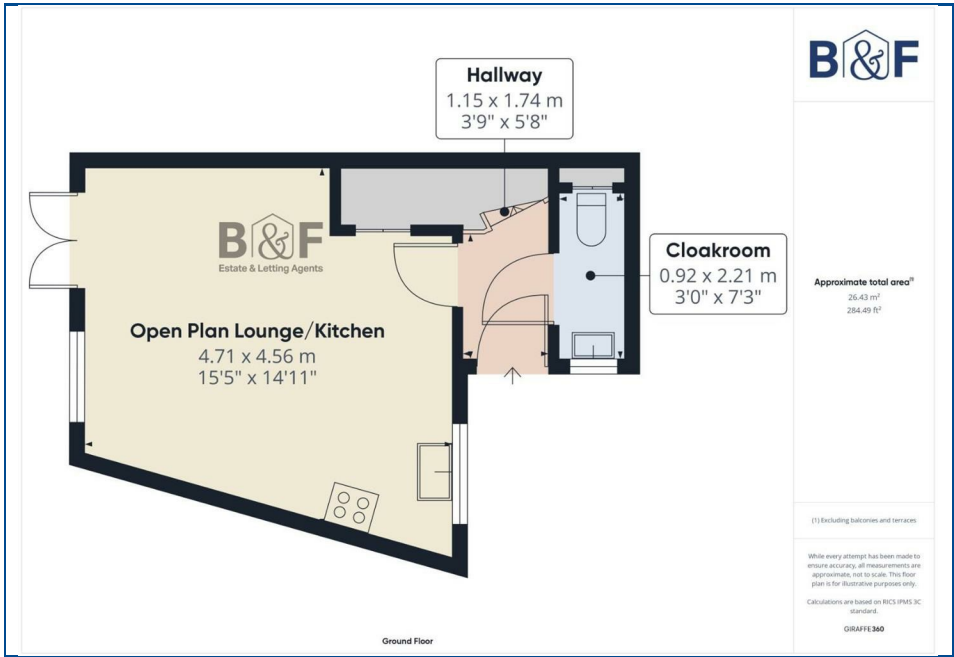 Hallway
1.15 x 1.74 m
3'9" x 5'8"
B&F
Estate & Letting Agents
Cloakroom
0.92 x 2.21 m
3'0" x 7'3"
Open Plan Lounge/Kitchen
4.71 x 4.56 m
15'5" x 14'11"
Ground Floor
B&F
Approximate total area(1)
26.43 m²
284.49 ft²
(1) Excluding balconies and terraces
While every attempt has been made to
ensure accuracy, all measurements are
approximate, not to scale. This floor
plan is for illustrative purposes only.
Calculations are based on RICS IPMS 3C
standard.
GIRAFFE360